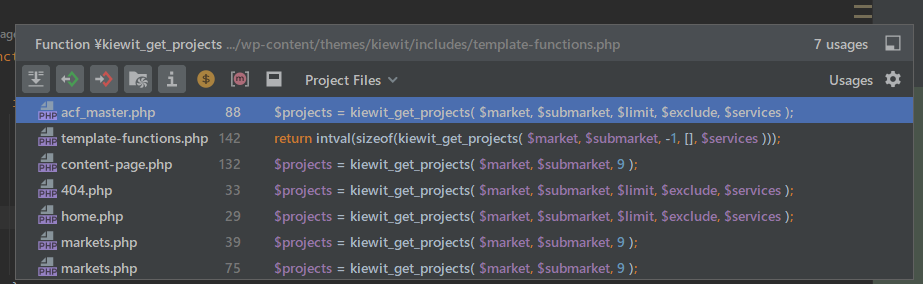 Function ¥kiewit_get_projects .../wp-content/themes/kiewit/includes/template-functions.php 7 usages
Project Files Usages
acf_master.php 88 $projects = kiewit_get_projects( $market, $submarket, $limit, $exclude, $services );
template-functions.php 142 return intval(sizeof(kiewit_get_projects( $market, $submarket, -1, [], $services )));
content-page.php 132 $projects = kiewit_get_projects( $market, $submarket, 9 );
404.php 33 $projects = kiewit_get_projects( $market, $submarket, $limit, $exclude, $services );
home.php 29 $projects = kiewit_get_projects( $market, $submarket, $limit, $exclude, $services );
markets.php 39 $projects = kiewit_get_projects( $market, $submarket, 9 );
markets.php 75 $projects = kiewit_get_projects( $market, $submarket, 9 );